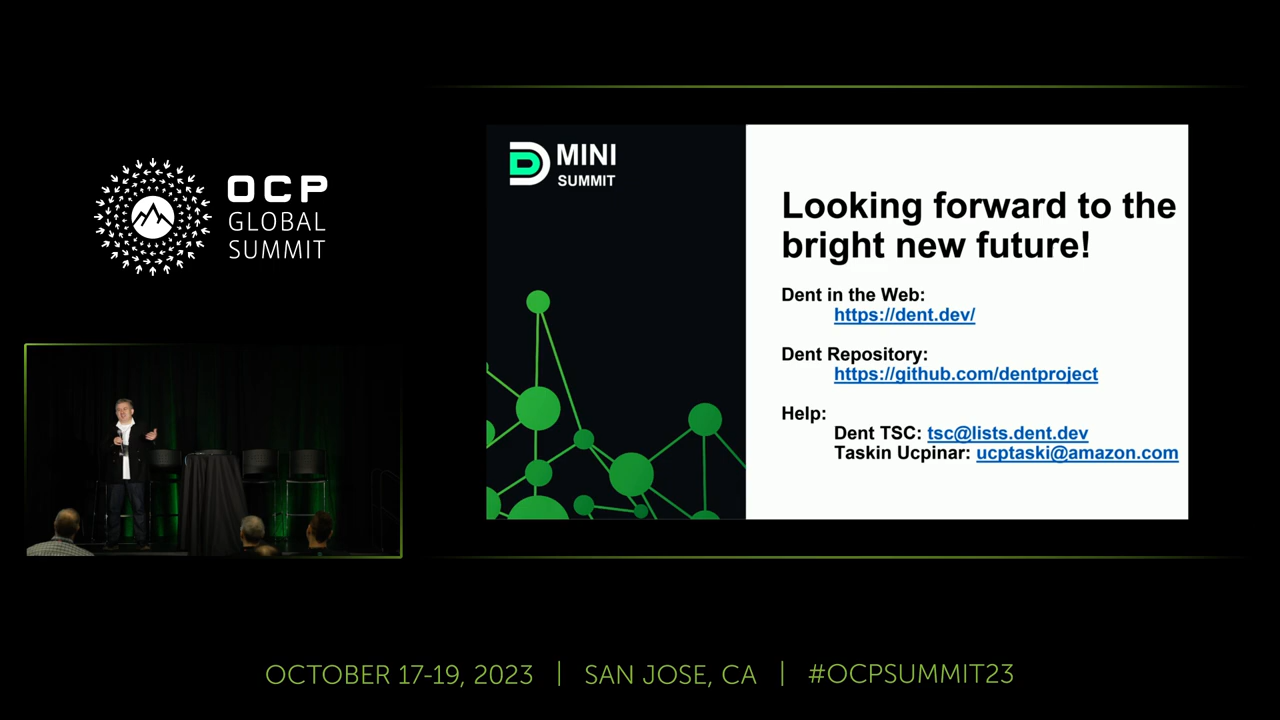 OCP
GLOBAL
SUMMIT
MINI
SUMMIT
Looking forward to the
bright new future!
Dent in the Web:
https://dent.dev/
Dent Repository:
https://github.com/dentproject
Help:
Dent TSC: tsc@lists.dent.dev
Taskin Ucpinar: ucptaski@amazon.com
OCTOBER 17-19, 2023 | SAN JOSE, CA | #OCPSUMMIT23